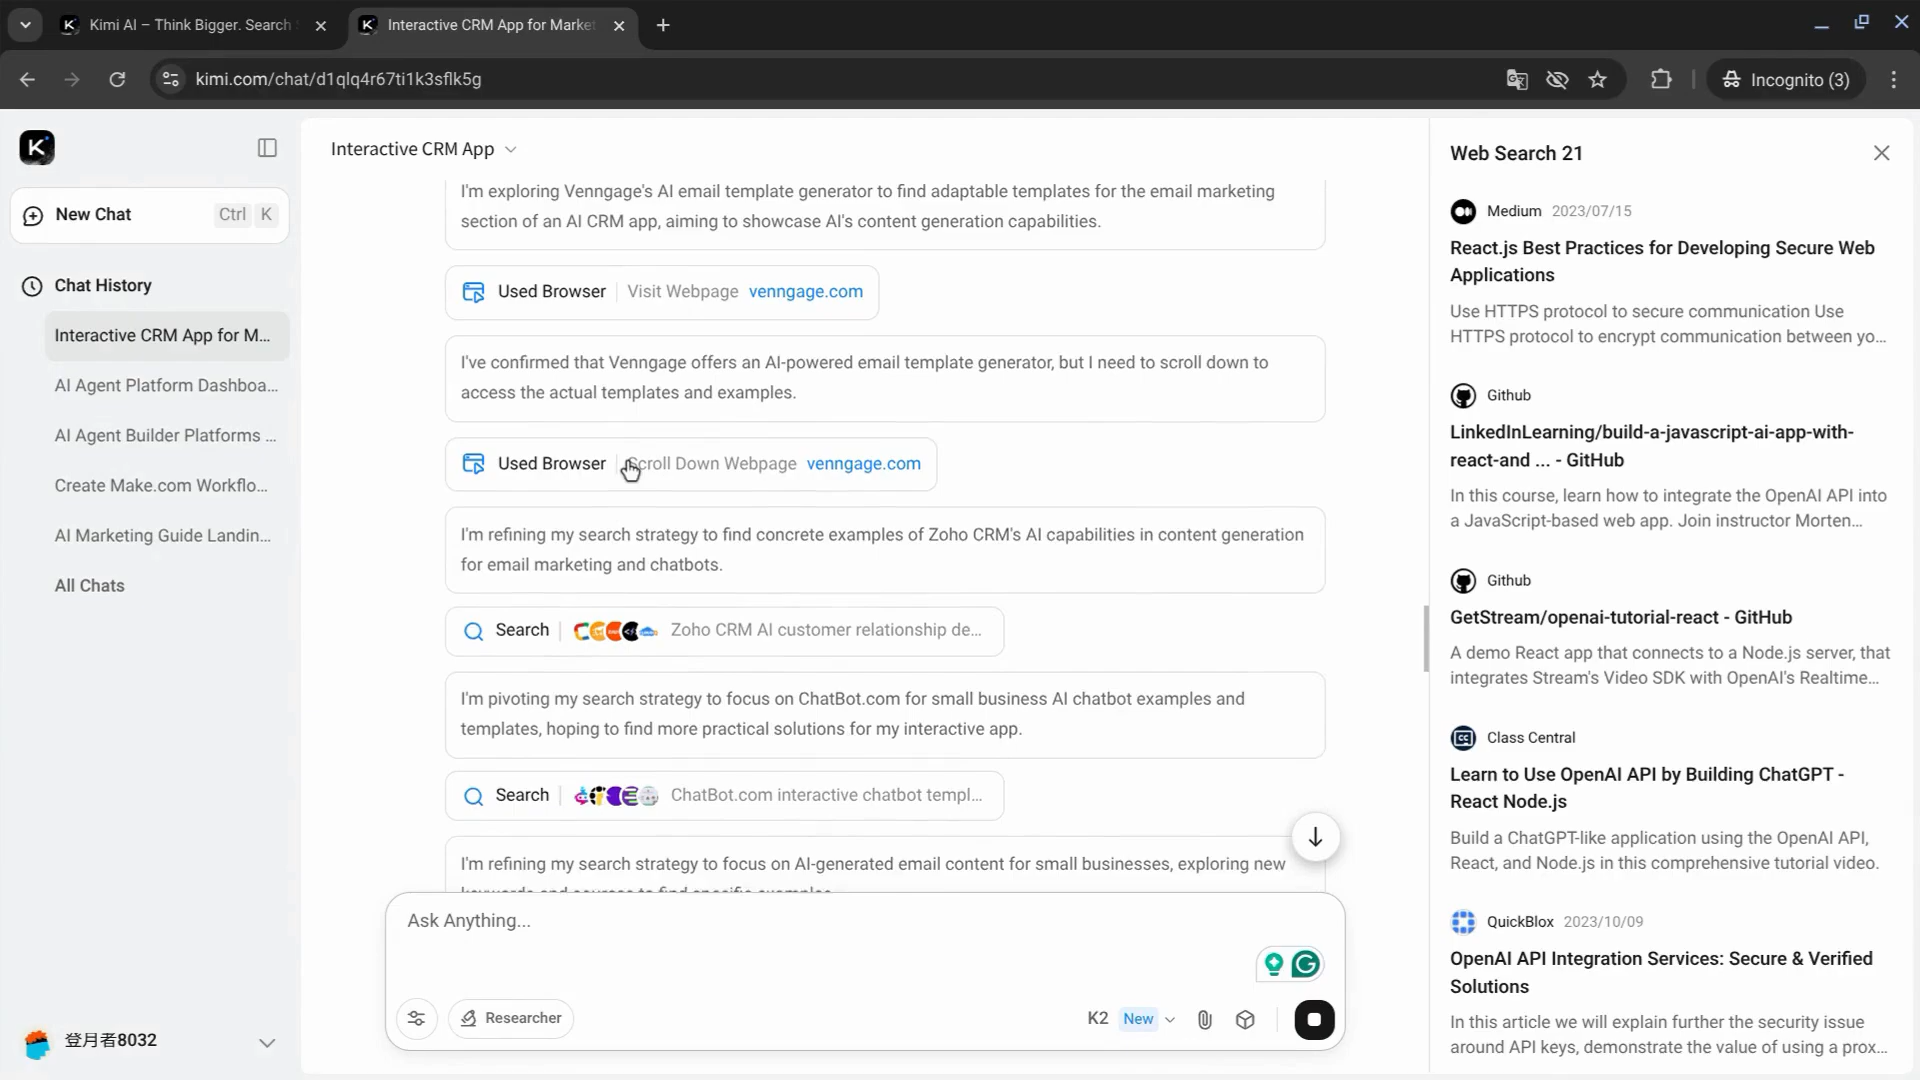 Kimi AI – Think Bigger. Search
Interactive CRM App for Marke
kimi.com/chat/d1qlq4r67ti1k3sflk5g
Incognito (3)
K
New Chat
Ctrl K
Chat History
Interactive CRM App for M...
AI Agent Platform Dashboa...
AI Agent Builder Platforms ...
Create Make.com Workflo...
AI Marketing Guide Landin...
All Chats
登月者8032
Interactive CRM App
I'm exploring Venngage's AI email template generator to find adaptable templates for the email marketing
section of an AI CRM app, aiming to showcase AI's content generation capabilities.
Used Browser Visit Webpage venngage.com
I've confirmed that Venngage offers an AI-powered email template generator, but I need to scroll down to
access the actual templates and examples.
Used Browser Scroll Down Webpage venngage.com
I'm refining my search strategy to find concrete examples of Zoho CRM's AI capabilities in content generation
for email marketing and chatbots.
Search Zoho CRM AI customer relationship de...
I'm pivoting my search strategy to focus on ChatBot.com for small business AI chatbot examples and
templates, hoping to find more practical solutions for my interactive app.
Search ChatBot.com interactive chatbot templ...
I'm refining my search strategy to focus on AI-generated email content for small businesses, exploring new
keywords and sources to find specific examples.
Ask Anything...
Researcher
K2 New
Web Search 21
Medium 2023/07/15
React.js Best Practices for Developing Secure Web
Applications
Use HTTPS protocol to secure communication Use
HTTPS protocol to encrypt communication between yo...
Github
LinkedInLearning/build-a-javascript-ai-app-with-
react-and ... - GitHub
In this course, learn how to integrate the OpenAI API into
a JavaScript-based web app. Join instructor Morten...
Github
GetStream/openai-tutorial-react - GitHub
A demo React app that connects to a Node.js server, that
integrates Stream's Video SDK with OpenAI's Realtime...
Class Central
Learn to Use OpenAI API by Building ChatGPT -
React Node.js
Build a ChatGPT-like application using the OpenAI API,
React, and Node.js in this comprehensive tutorial video.
QuickBlox 2023/10/09
OpenAI API Integration Services: Secure & Verified
Solutions
In this article we will explain further the security issue
around API keys, demonstrate the value of using a prox...